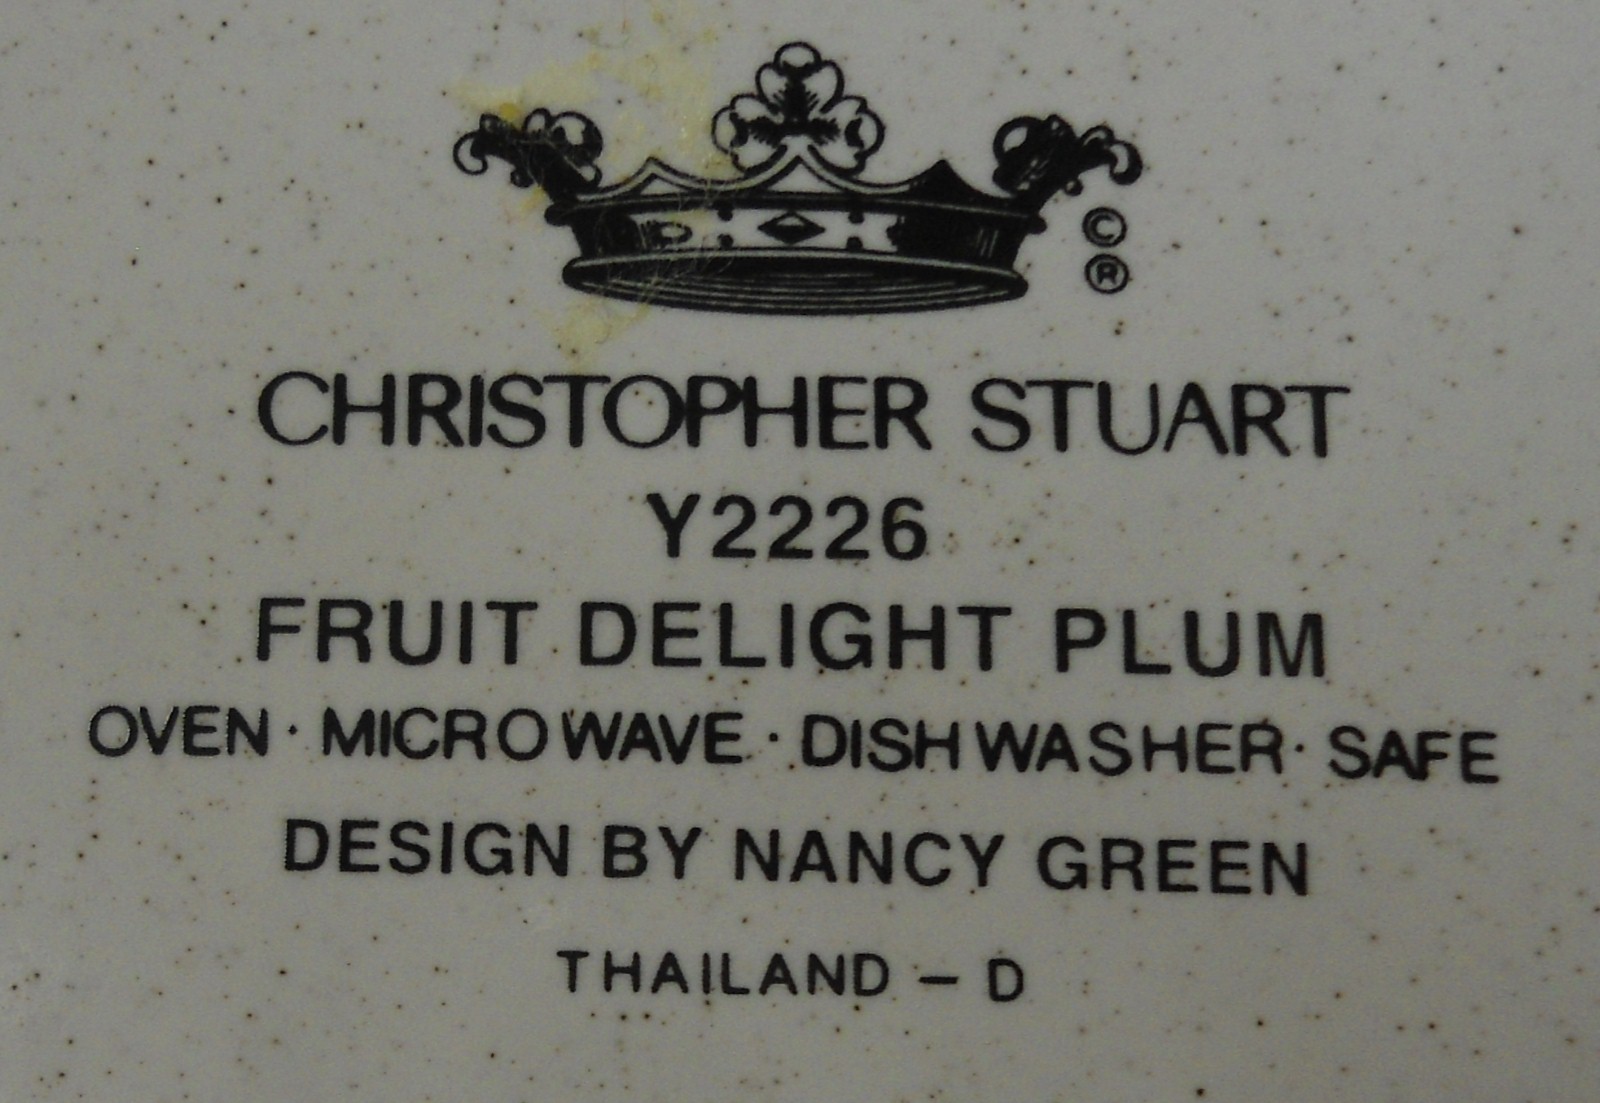 ©
®
CHRISTOPHER STUART
Y2226
FRUIT DELIGHT PLUM
OVEN · MICROWAVE · DISHWASHER · SAFE
DESIGN BY NANCY GREEN
THAILAND – D